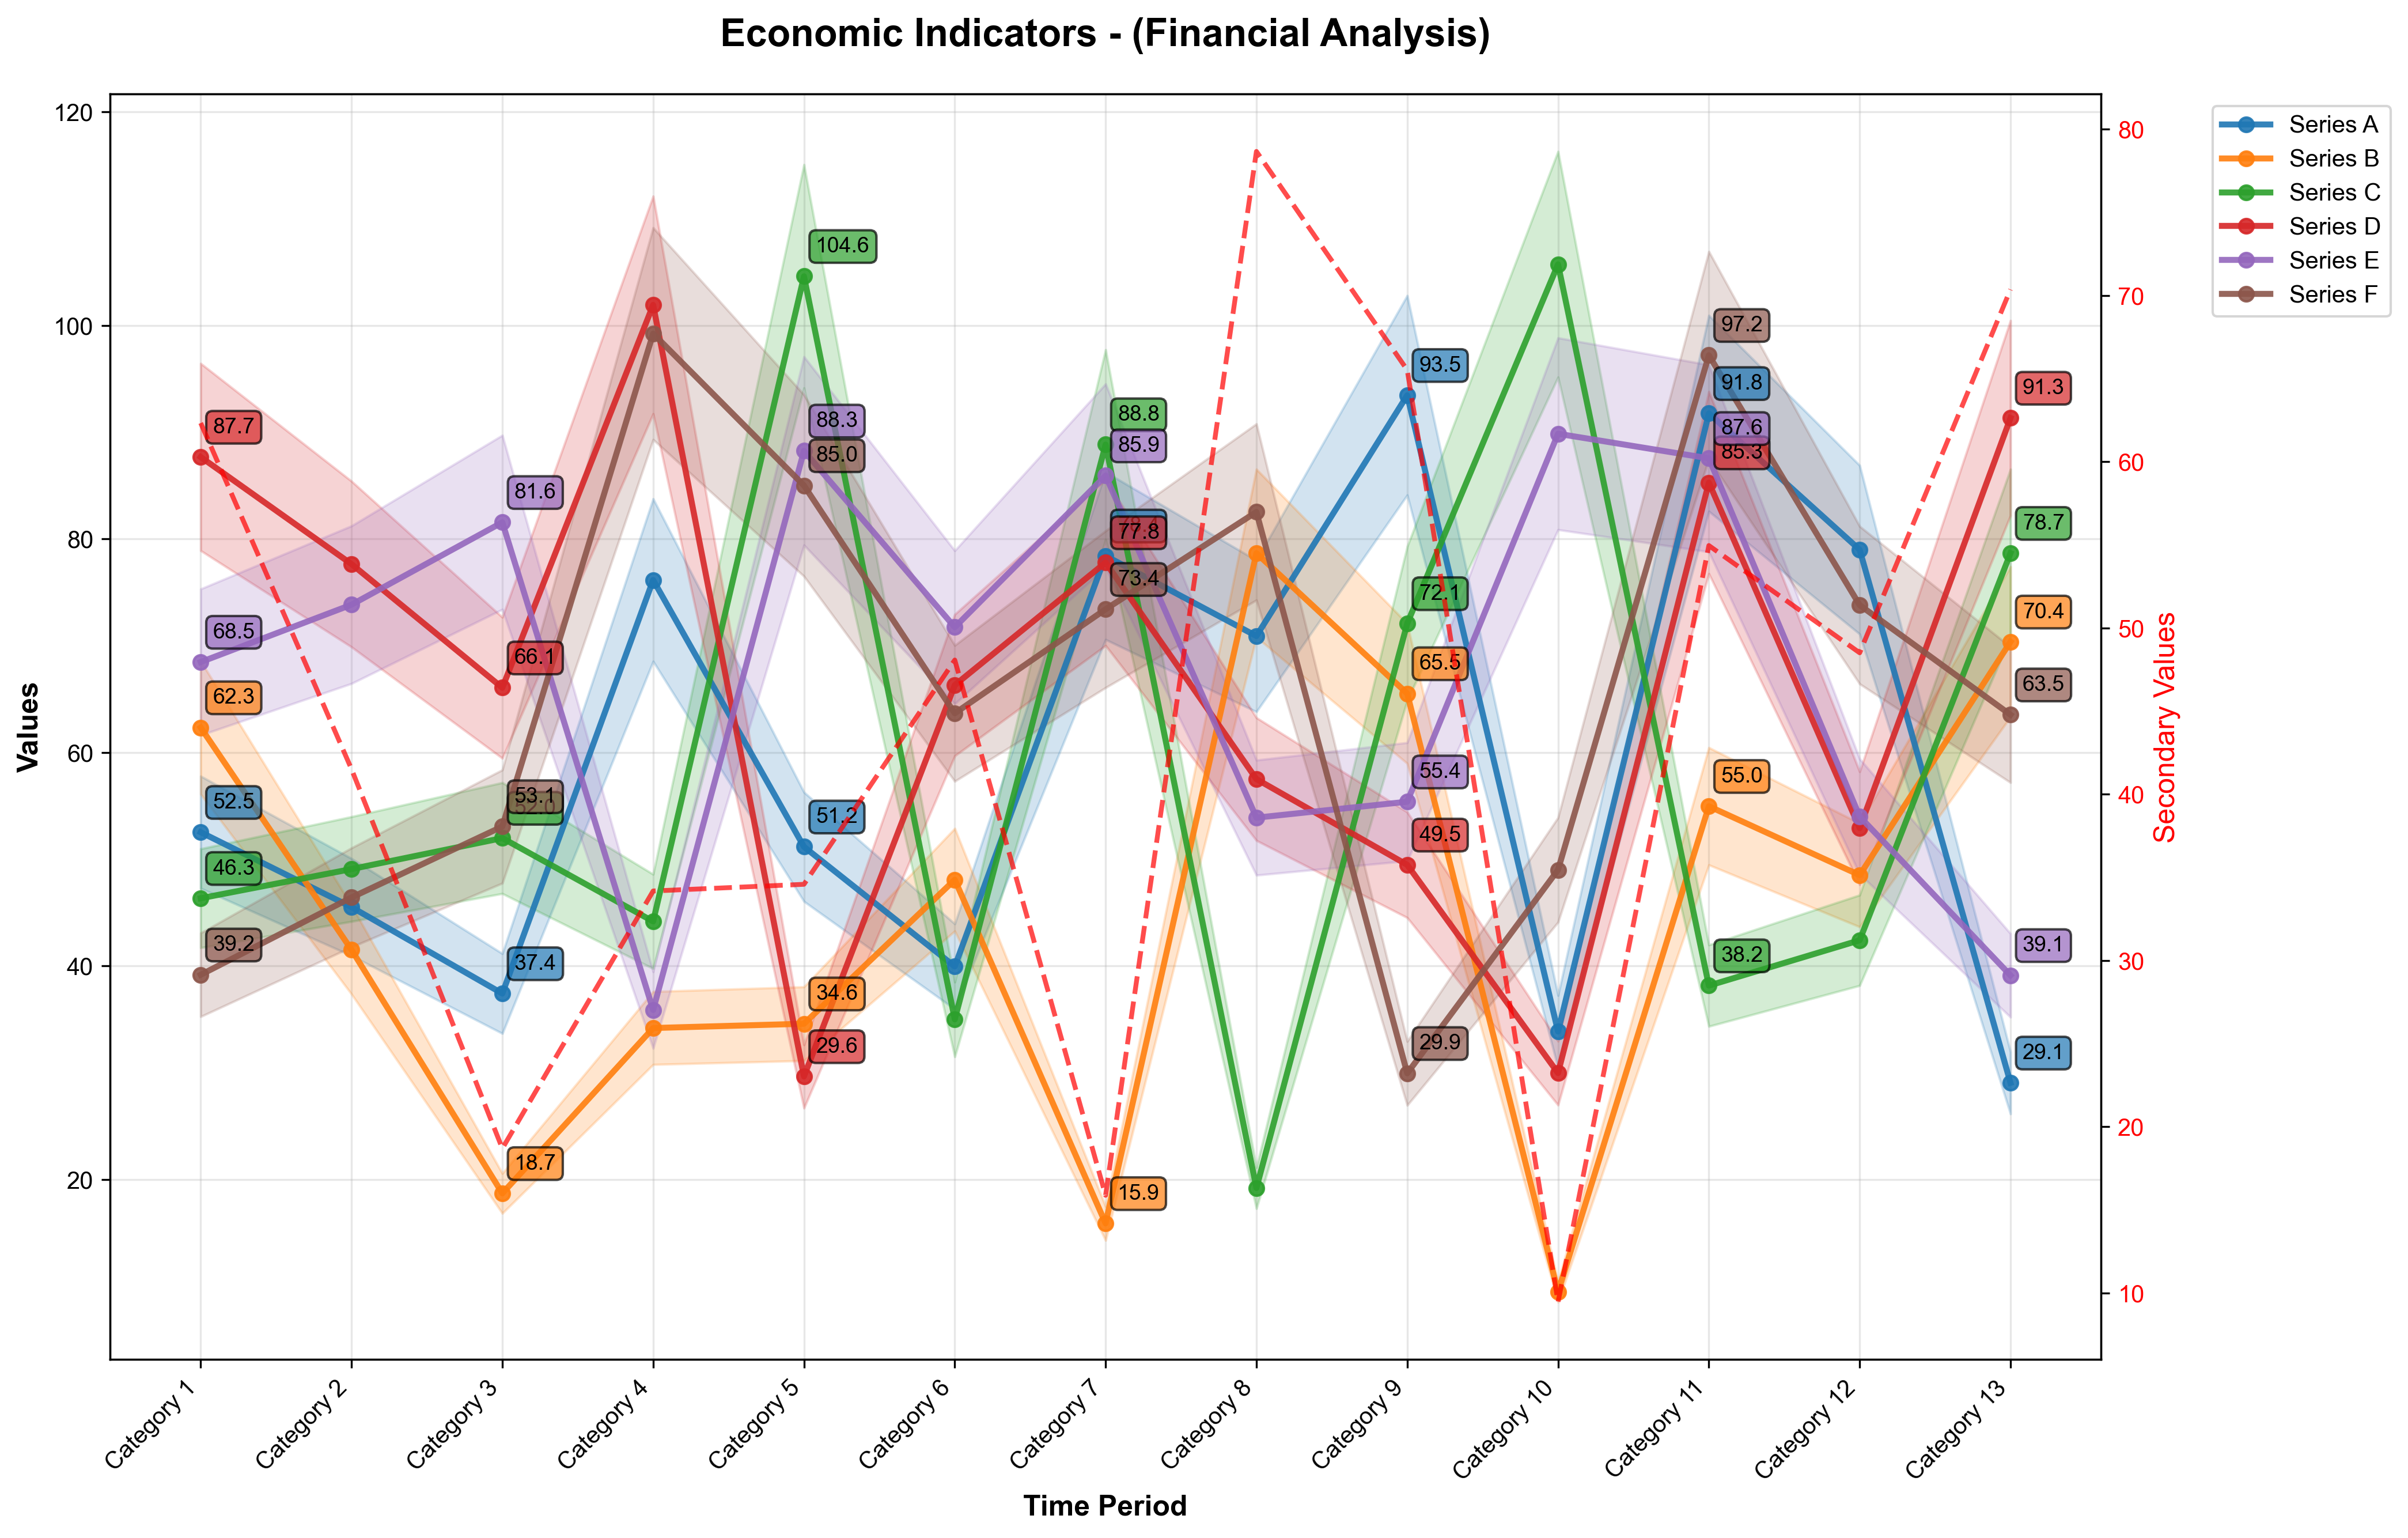 Economic Indicators - (Financial Analysis)
Values
120
100
80
60
40
20
87.7
68.5
62.3
52.5
46.3
39.2
81.6
66.1
53.1
37.4
18.7
104.6
88.3
85.0
51.2
34.6
29.6
88.8
85.9
77.8
73.4
15.9
93.5
72.1
65.5
55.4
49.5
29.9
97.2
91.8
87.6
85.3
55.0
38.2
91.3
78.7
70.4
63.5
39.1
29.1
80
70
60
50
40
30
20
10
Secondary Values
Series A
Series B
Series C
Series D
Series E
Series F
Category 1
Category 2
Category 3
Category 4
Category 5
Category 6
Category 7
Category 8
Category 9
Category 10
Category 11
Category 12
Category 13
Time Period